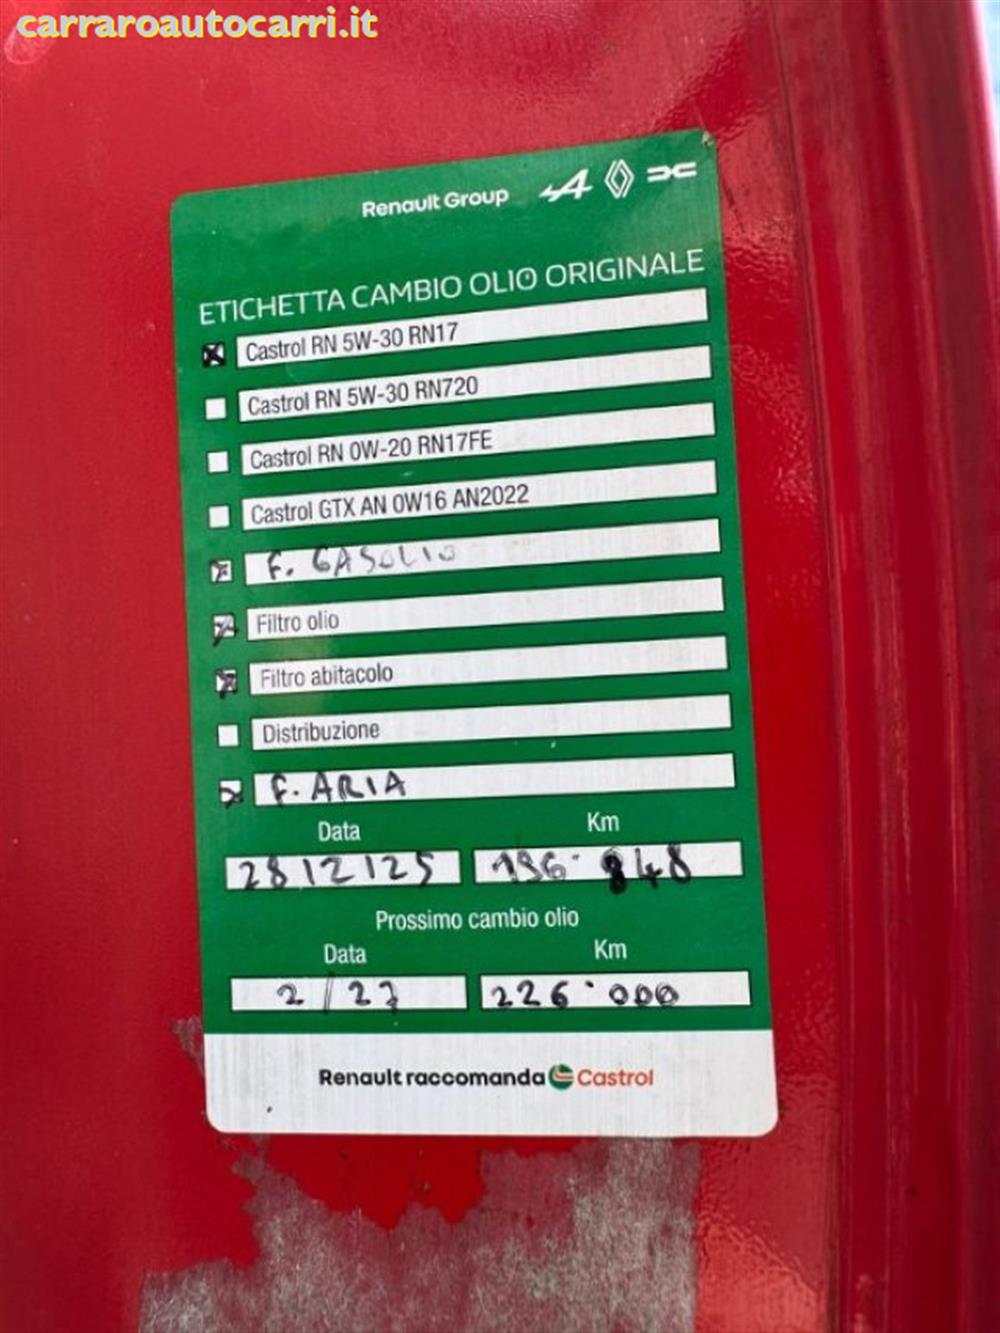 carraroautocarri.it
Renault Group
ETICHETTA CAMBIO OLIO ORIGINALE
Castrol RN 5W-30 RN17
Castrol RN 5W-30 RN720
Castrol RN 0W-20 RN17FE
Castrol GTX AN 0W16 AN2022
F. GASOLIO
Filtro olio
Filtro abitacolo
Distribuzione
F. ARIA
Data Km
28/2/25 196.848
Prossimo cambio olio
Data Km
2/27 226.000
Renault raccomanda Castrol